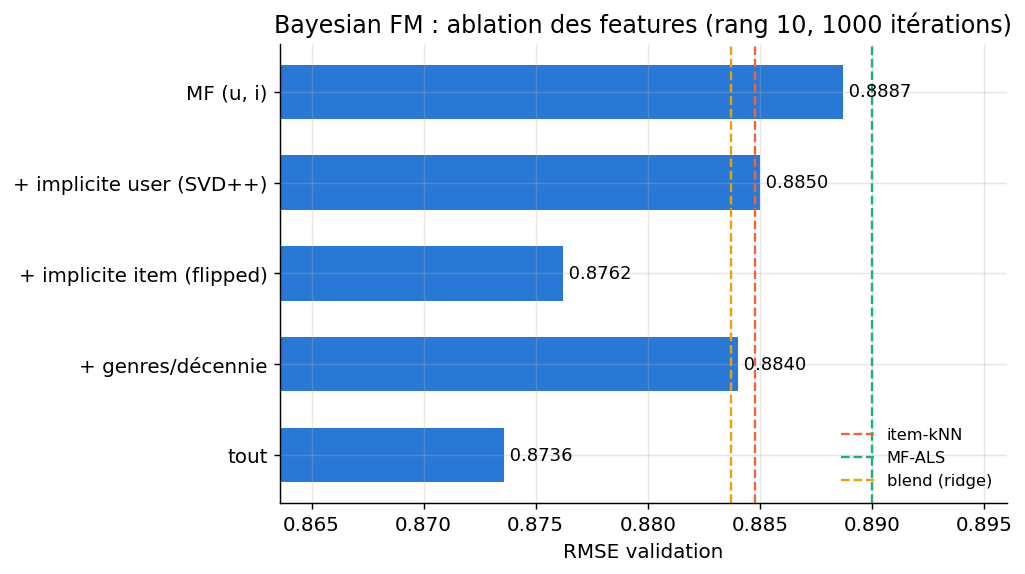 Bayesian FM : ablation des features (rang 10, 1000 itérations)
MF (u, i)
0.8887
+ implicite user (SVD++)
0.8850
+ implicite item (flipped)
0.8762
+ genres/décennie
0.8840
tout
0.8736
item-kNN
MF-ALS
blend (ridge)
0.865 0.870 0.875 0.880 0.885 0.890 0.895
RMSE validation